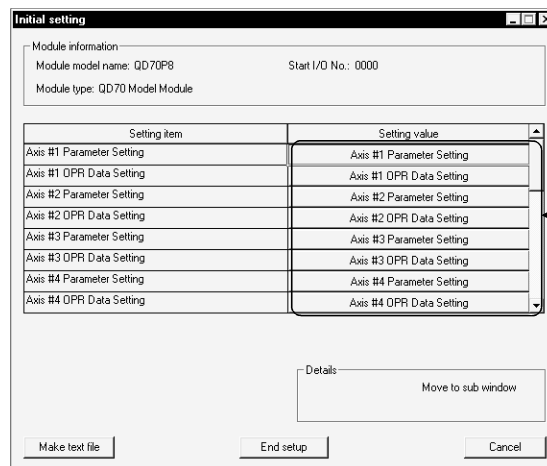 Initial setting
Module information
Module model name: QD70P8 Start I/O No.: 0000
Module type: QD70 Model Module
Setting item Setting value
Axis #1 Parameter Setting Axis #1 Parameter Setting
Axis #1 OPR Data Setting Axis #1 OPR Data Setting
Axis #2 Parameter Setting Axis #2 Parameter Setting
Axis #2 OPR Data Setting Axis #2 OPR Data Setting
Axis #3 Parameter Setting Axis #3 Parameter Setting
Axis #3 OPR Data Setting Axis #3 OPR Data Setting
Axis #4 Parameter Setting Axis #4 Parameter Setting
Axis #4 OPR Data Setting Axis #4 OPR Data Setting
Details
Move to sub window
Make text file End setup Cancel